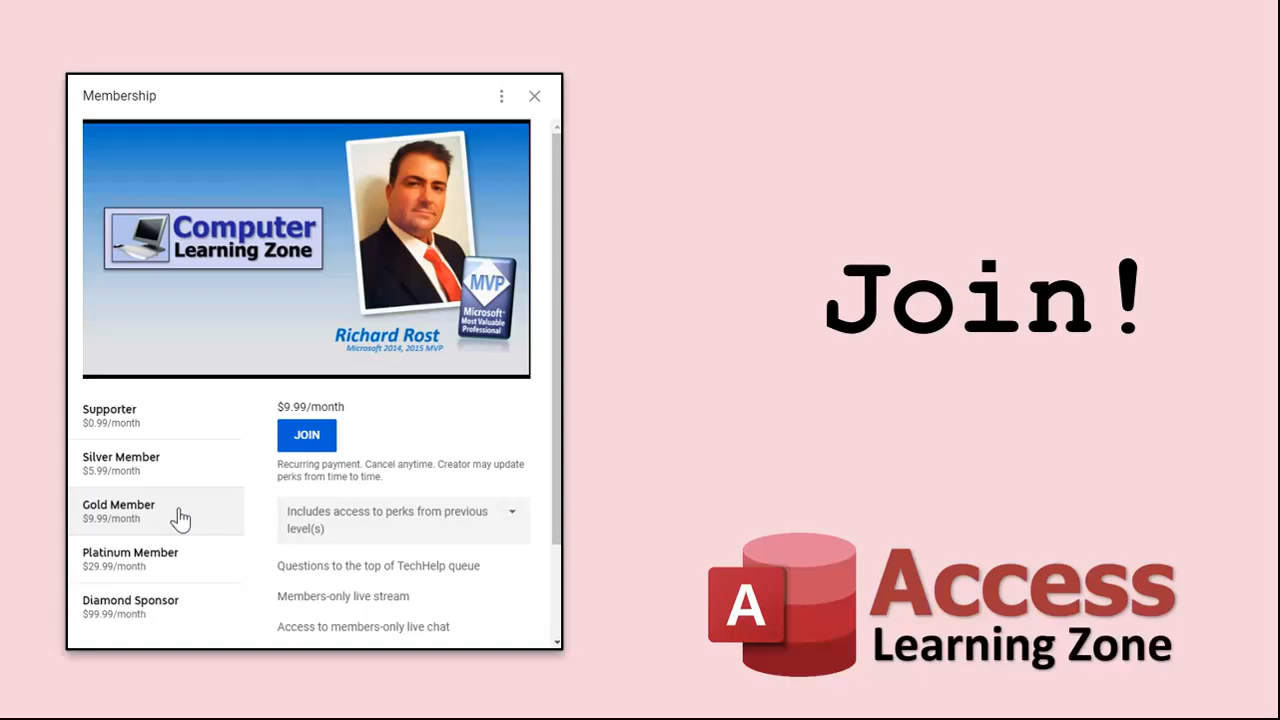 Membership
Computer
Learning Zone
MVP
Microsoft®
Most Valuable
Professional
Richard Rost
Microsoft 2014, 2015 MVP
Supporter
$0.99/month
Silver Member
$5.99/month
Gold Member
$9.99/month
Platinum Member
$29.99/month
Diamond Sponsor
$99.99/month
$9.99/month
JOIN
Recurring payment. Cancel anytime. Creator may update
perks from time to time.
Includes access to perks from previous
level(s)
Questions to the top of TechHelp queue
Members-only live stream
Access to members-only live chat
Join!
A
Access
Learning Zone